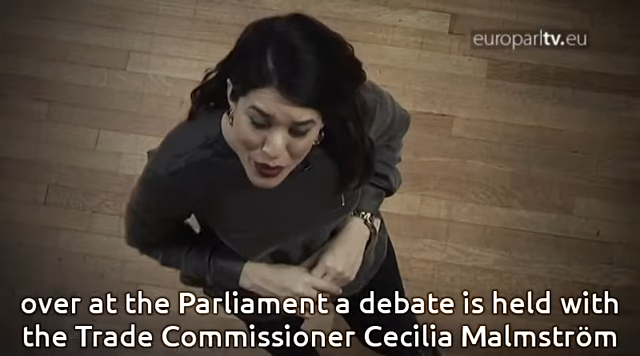 europarltv.eu
over at the Parliament a debate is held with
the Trade Commissioner Cecilia Malmström